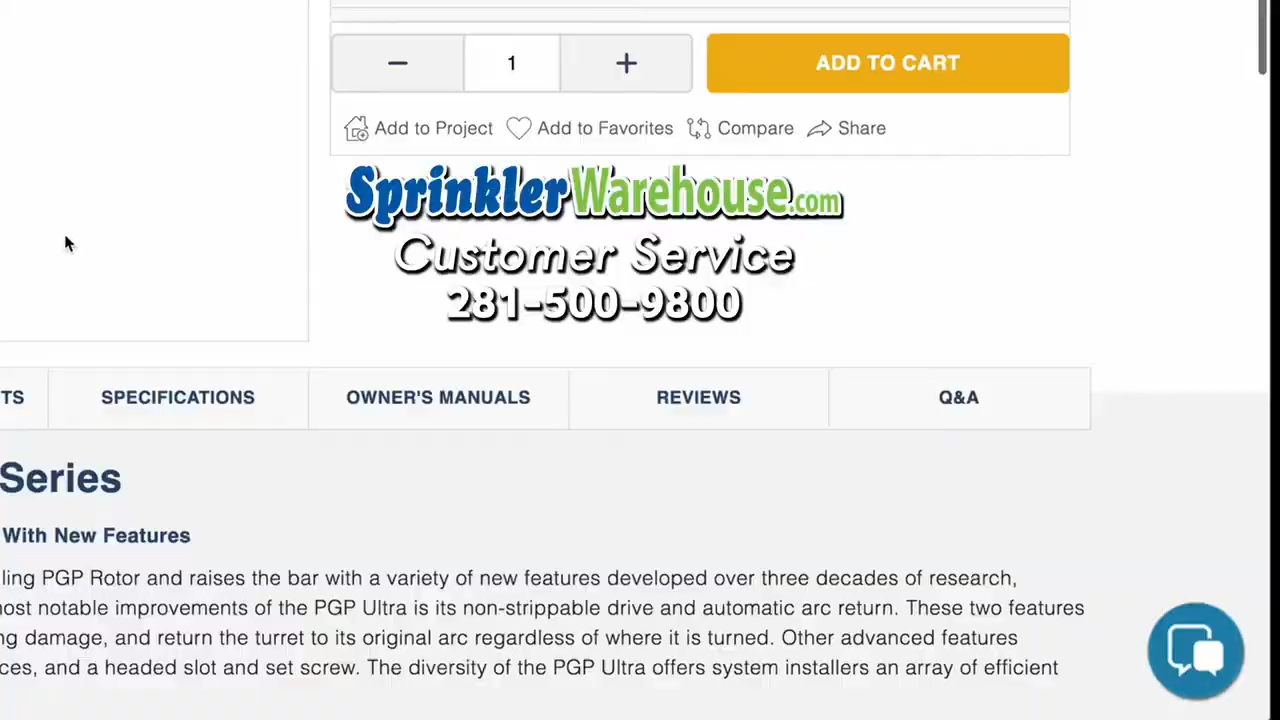 1
ADD TO CART
Add to Project Add to Favorites Compare Share
SprinklerWarehouse.com
Customer Service
281-500-9800
TS SPECIFICATIONS OWNER'S MANUALS REVIEWS Q&A
Series
With New Features
ling PGP Rotor and raises the bar with a variety of new features developed over three decades of research,
ost notable improvements of the PGP Ultra is its non-strippable drive and automatic arc return. These two features
ng damage, and return the turret to its original arc regardless of where it is turned. Other advanced features
ces, and a headed slot and set screw. The diversity of the PGP Ultra offers system installers an array of efficient